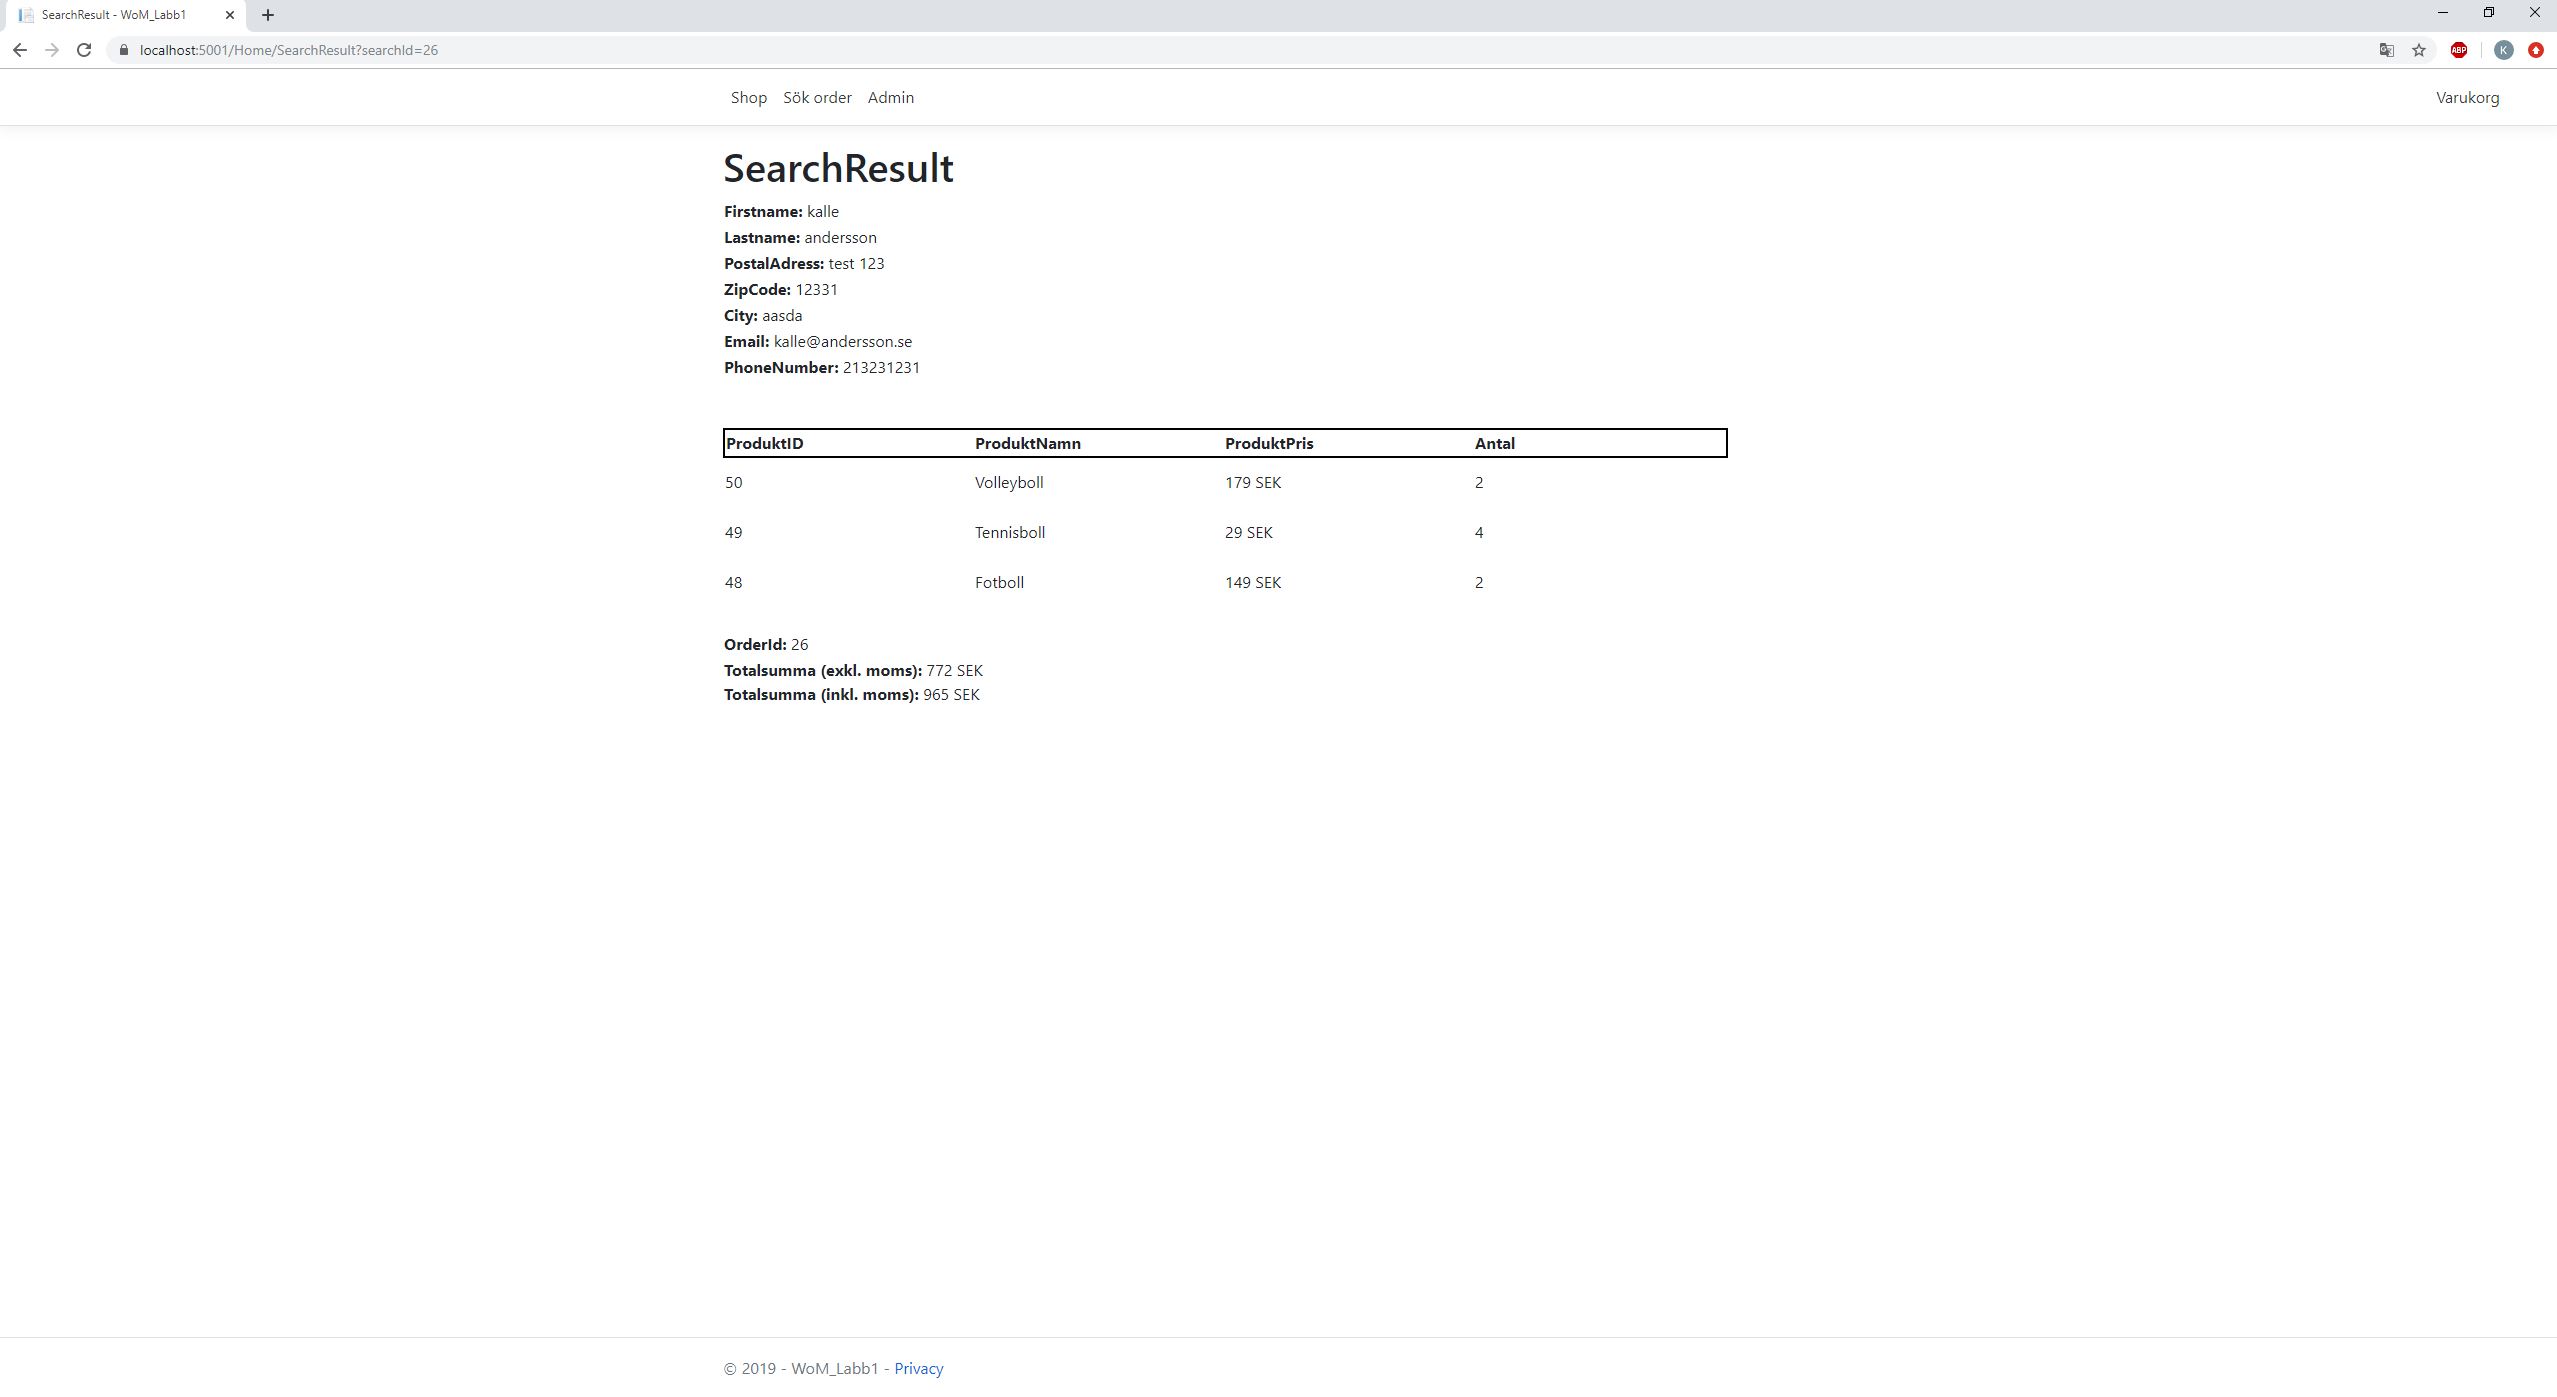 SearchResult - WoM_Labb1
localhost:5001/Home/SearchResult?searchId=26
ABP
K
Shop Sök order Admin Varukorg
SearchResult
Firstname: kalle
Lastname: andersson
PostalAdress: test 123
ZipCode: 12331
City: aasda
Email: kalle@andersson.se
PhoneNumber: 213231231
ProduktID ProduktNamn ProduktPris Antal
50 Volleyboll 179 SEK 2
49 Tennisboll 29 SEK 4
48 Fotboll 149 SEK 2
OrderId: 26
Totalsumma (exkl. moms): 772 SEK
Totalsumma (inkl. moms): 965 SEK
© 2019 - WoM_Labb1 - Privacy